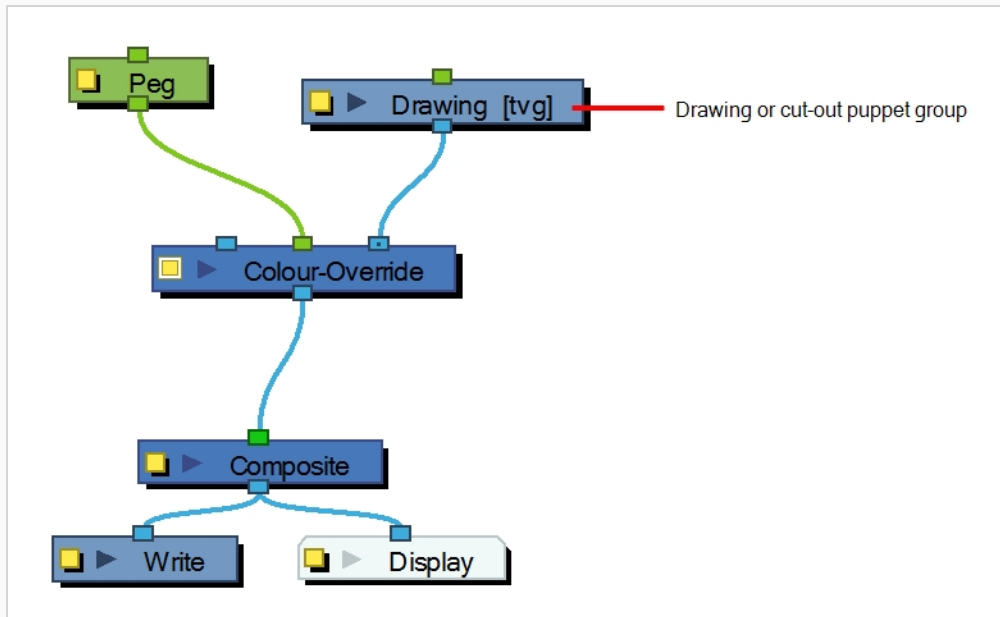 Peg
Drawing [tvg]
Drawing or cut-out puppet group
Colour-Override
Composite
Write
Display